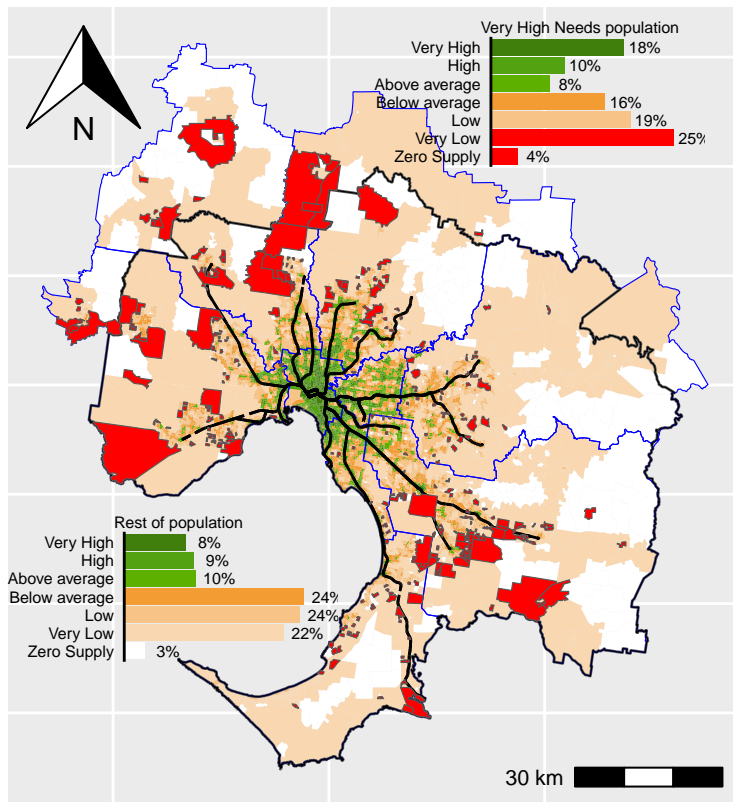 Very High Needs population
Very High 18%
High 10%
Above average 8%
Below average 16%
Low 19%
Very Low 25%
Zero Supply 4%
N
Rest of population
Very High 8%
High 9%
Above average 10%
Below average 24%
Low 24%
Very Low 22%
Zero Supply 3%
30 km